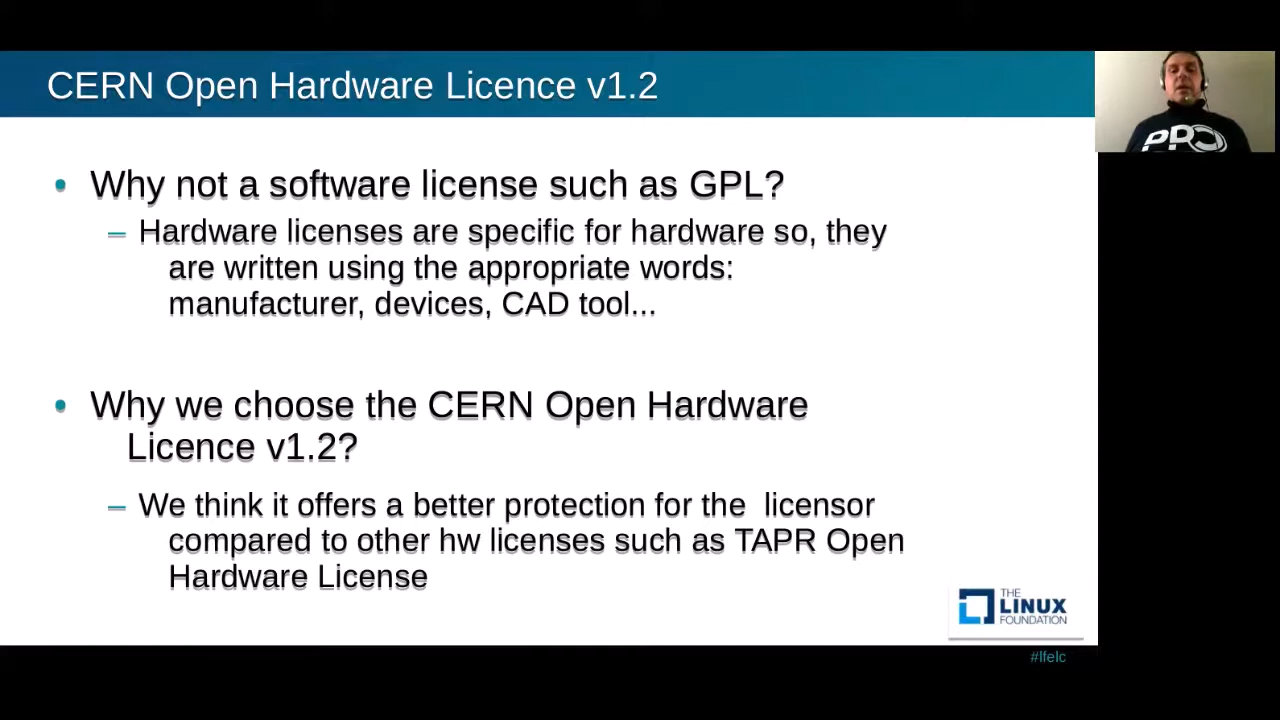 CERN Open Hardware Licence v1.2
• Why not a software license such as GPL?
– Hardware licenses are specific for hardware so, they
are written using the appropriate words:
manufacturer, devices, CAD tool...
• Why we choose the CERN Open Hardware
Licence v1.2?
– We think it offers a better protection for the  licensor
compared to other hw licenses such as TAPR Open
Hardware License
THE
LINUX
FOUNDATION
#lfelc